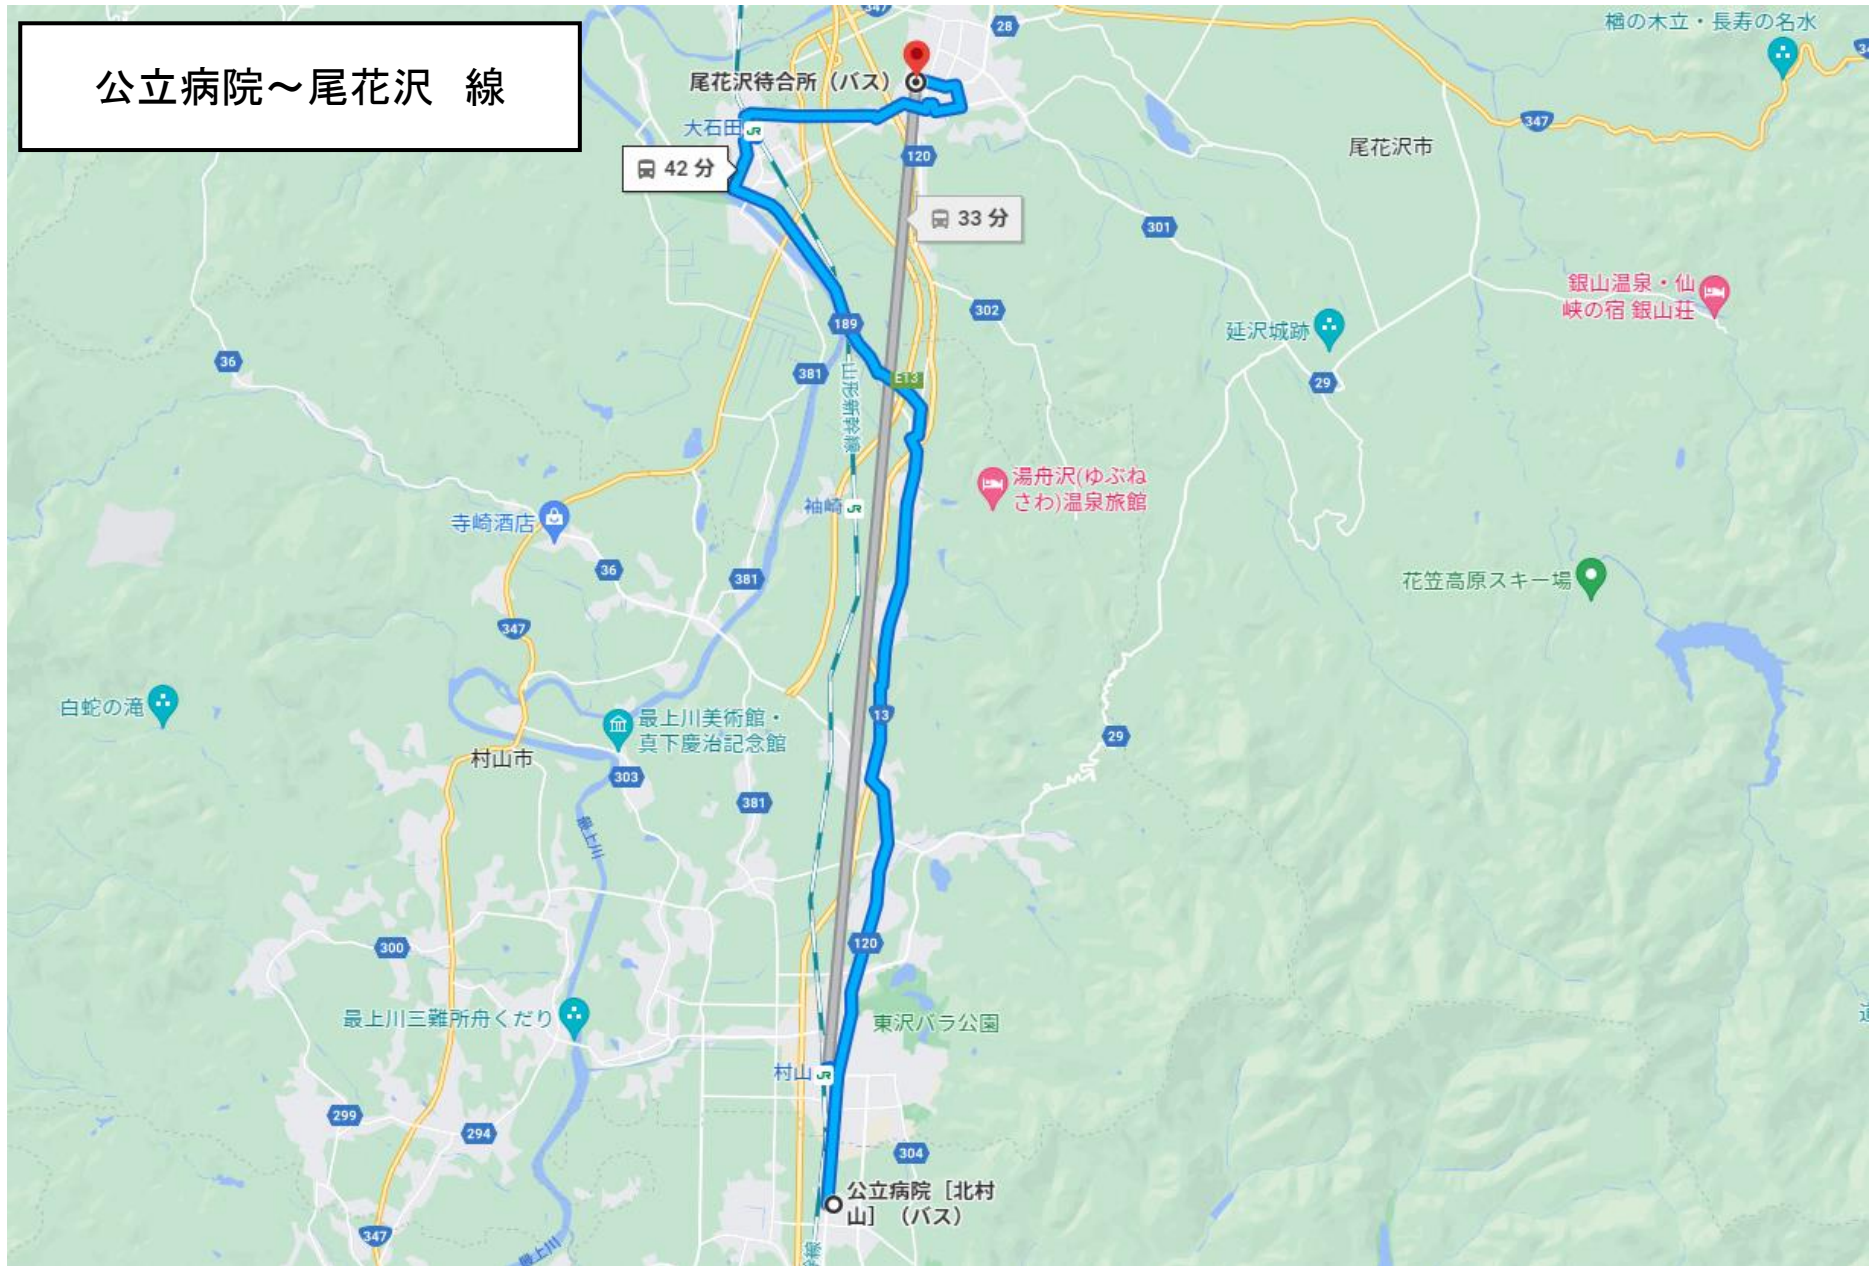 公立病院～尾花沢　線
347
28
楢の木立・長寿の名水
尾花沢待合所（バス）
大石田
JR
347
42 分
120
尾花沢市
33 分
301
銀山温泉・仙
峡の宿 銀山荘
302
189
延沢城跡
36
381
E13
29
山形新幹線
湯舟沢(ゆぶね
さわ)温泉旅館
袖崎
JR
寺崎酒店
36
381
花笠高原スキー場
347
白蛇の滝
最上川美術館・
真下慶治記念館
13
29
村山市
303
381
最上川
300
120
最上川三難所舟くだり
東沢バラ公園
村山
JR
299
294
304
公立病院［北村
山］（バス）
347
最上川